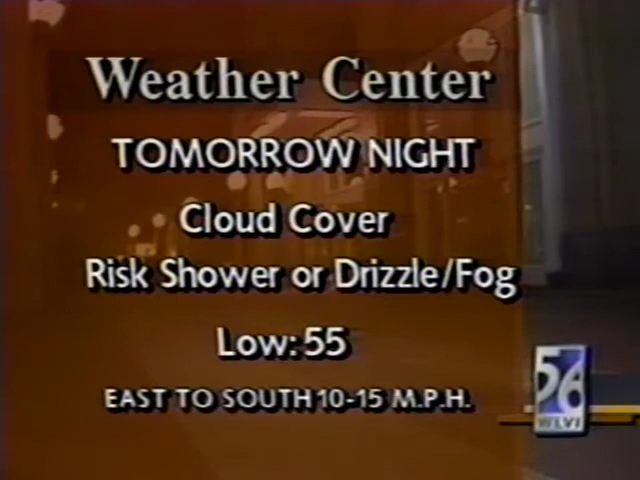 Weather Center
TOMORROW NIGHT
Cloud Cover
Risk Shower or Drizzle/Fog
Low: 55
EAST TO SOUTH 10-15 M.P.H.
56
WLVI